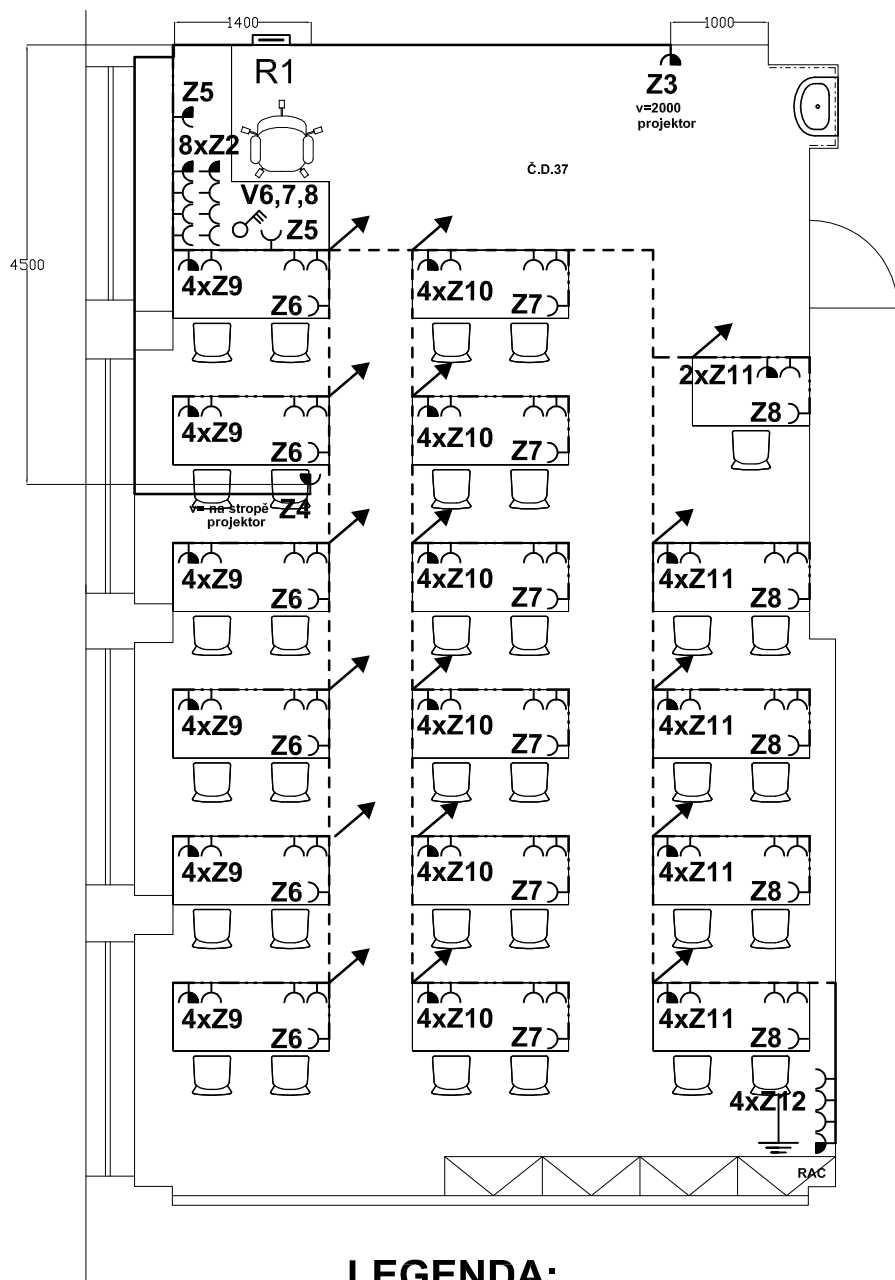 1400
1000
R1
Z5
Z3
v=2000
projektor
8xZ2
Č.D.37
V6,7,8
Z5
4500
4xZ9
Z6
4xZ10
Z7
2xZ11
Z8
4xZ9
Z6
4xZ10
Z7
v= na stropě
projektor
Z4
4xZ9
Z6
4xZ10
Z7
4xZ11
Z8
4xZ9
Z6
4xZ10
Z7
4xZ11
Z8
4xZ9
Z6
4xZ10
Z7
4xZ11
Z8
4xZ9
Z6
4xZ10
Z7
4xZ11
Z8
4xZ12
RAC
LEGENDA: